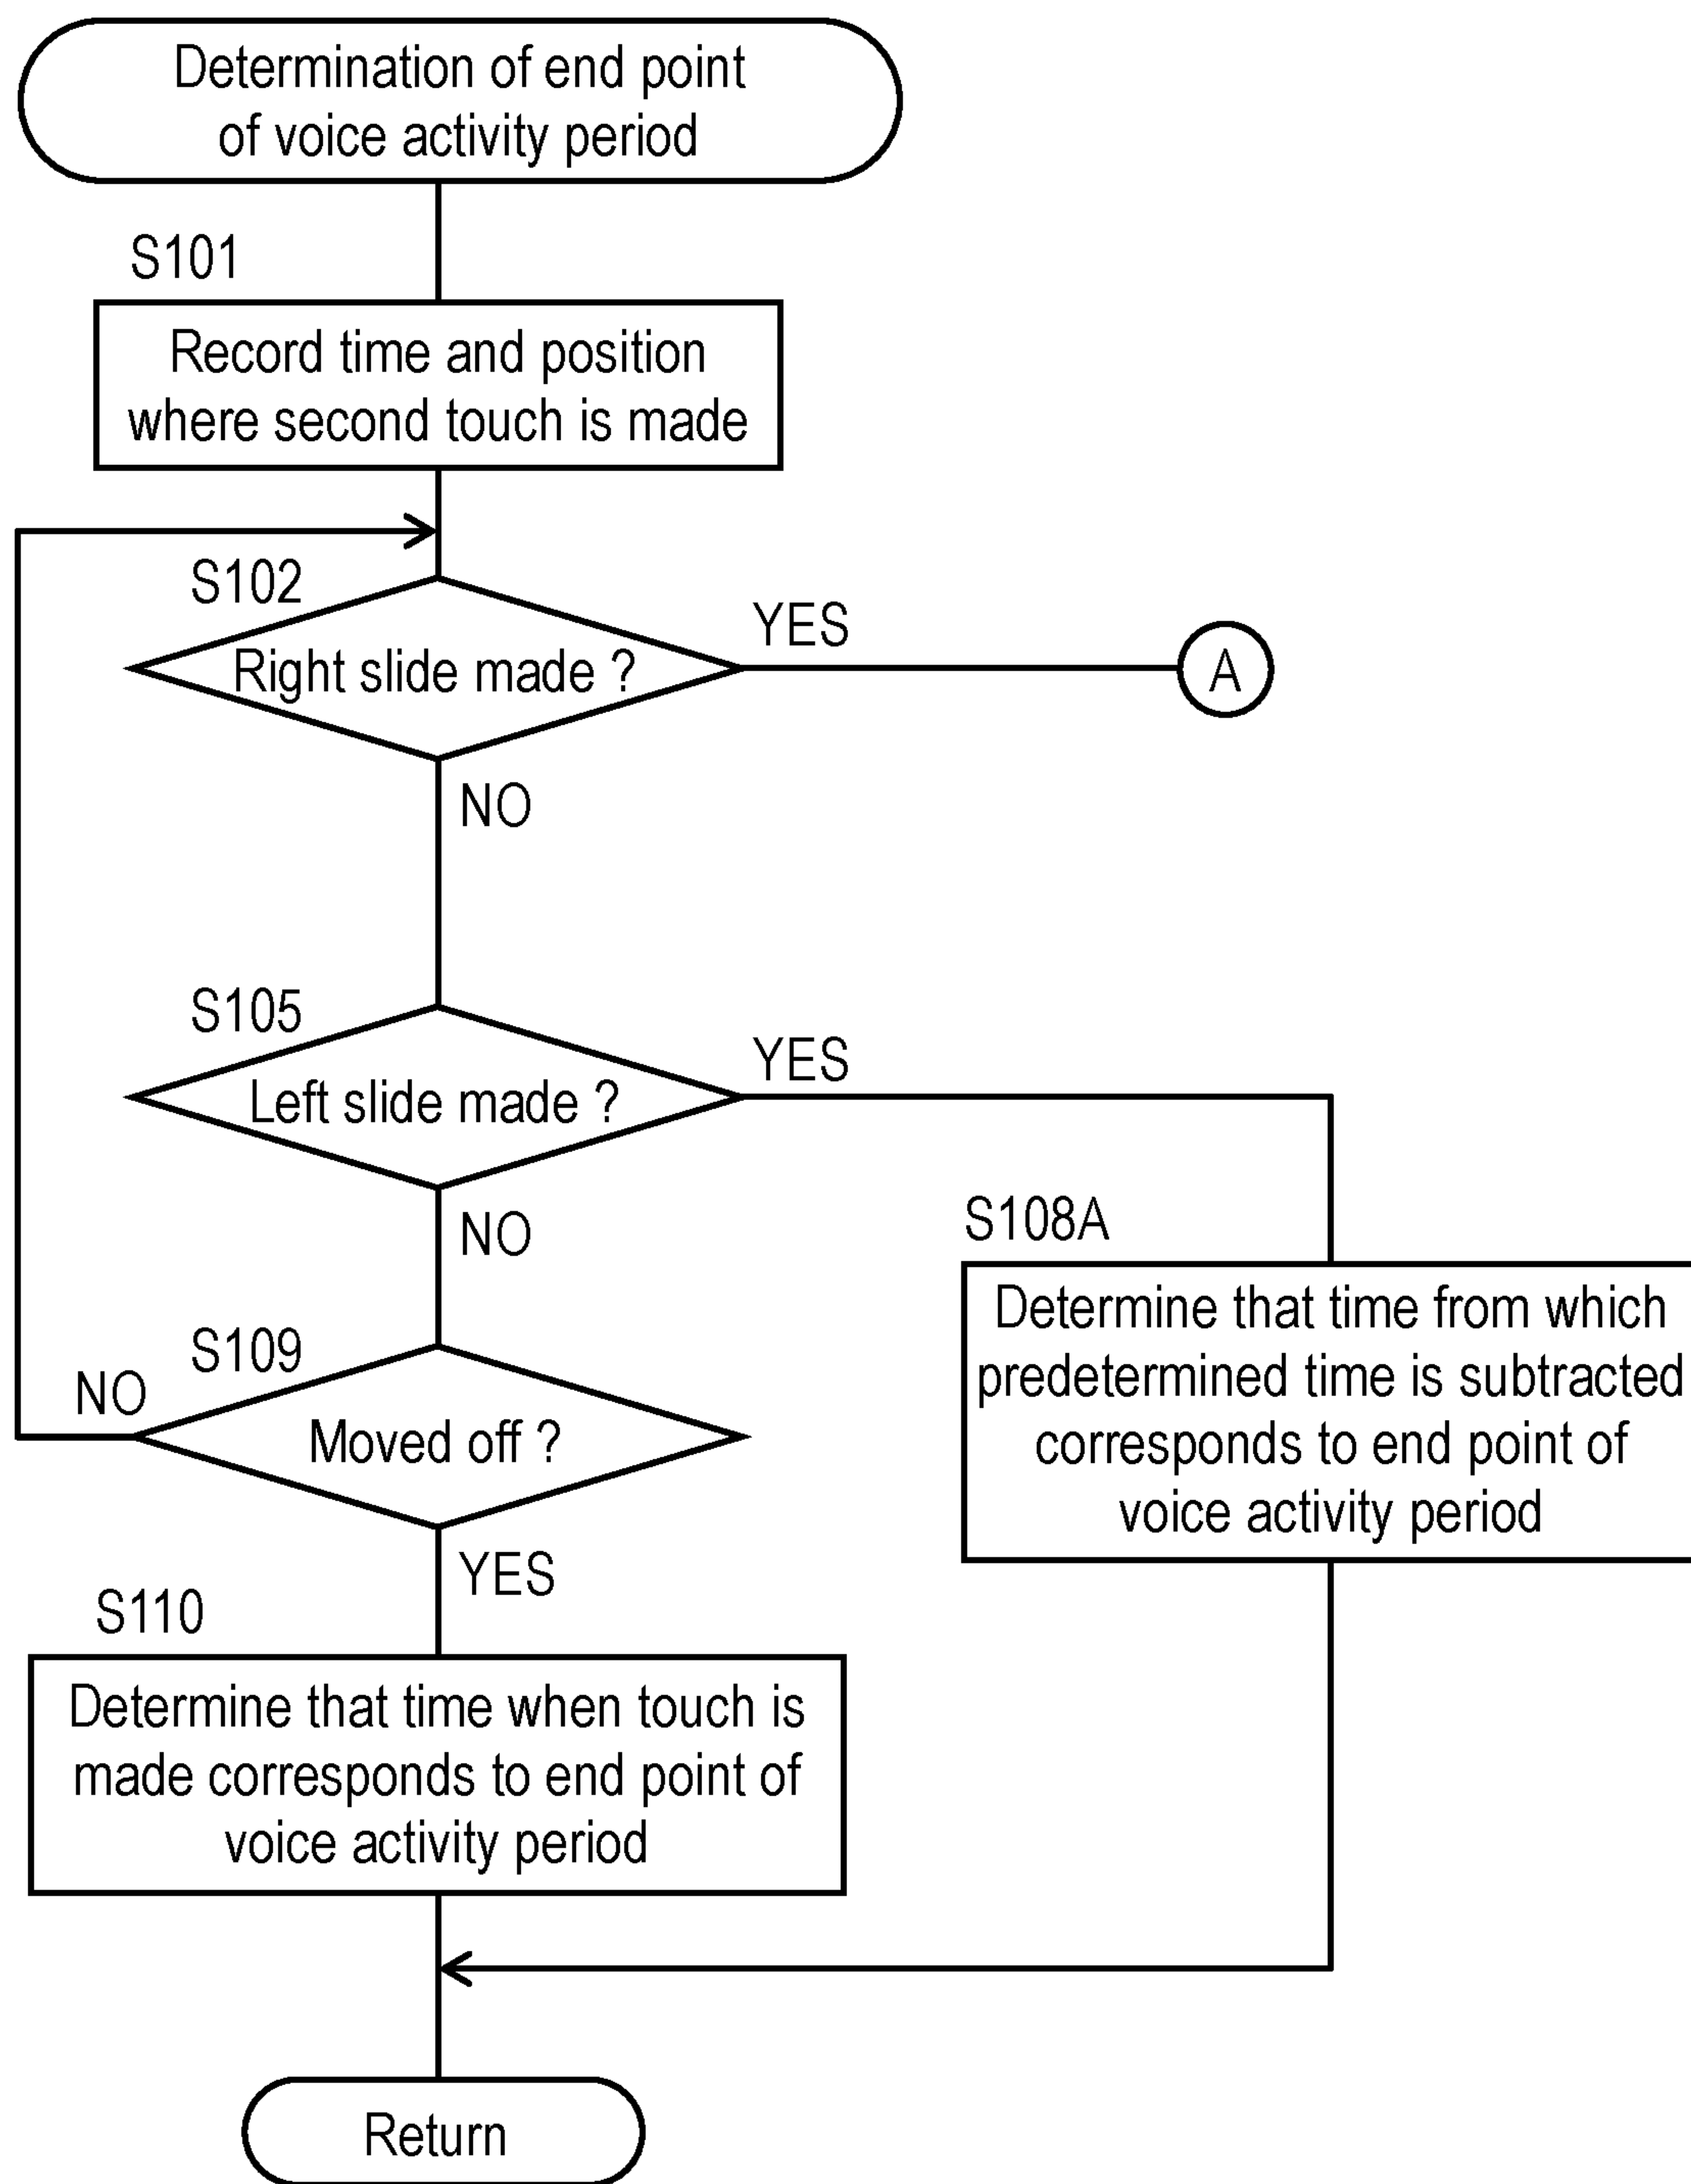 Determination of end point
of voice activity period
S101
Record time and position
where second touch is made
S102
Right slide made ?
YES
A
NO
S105
Left slide made ?
YES
NO
S108A
Determine that time from which
predetermined time is subtracted
corresponds to end point of
voice activity period
S109
NO
Moved off ?
YES
S110
Determine that time when touch is
made corresponds to end point of
voice activity period
Return